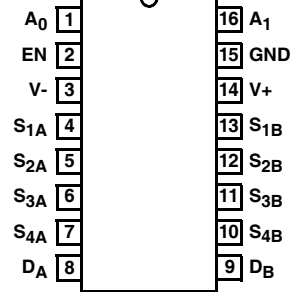 A0 1 16 A1
EN 2 15 GND
V- 3 14 V+
S1A 4 13 S1B
S2A 5 12 S2B
S3A 6 11 S3B
S4A 7 10 S4B
DA 8 9 DB